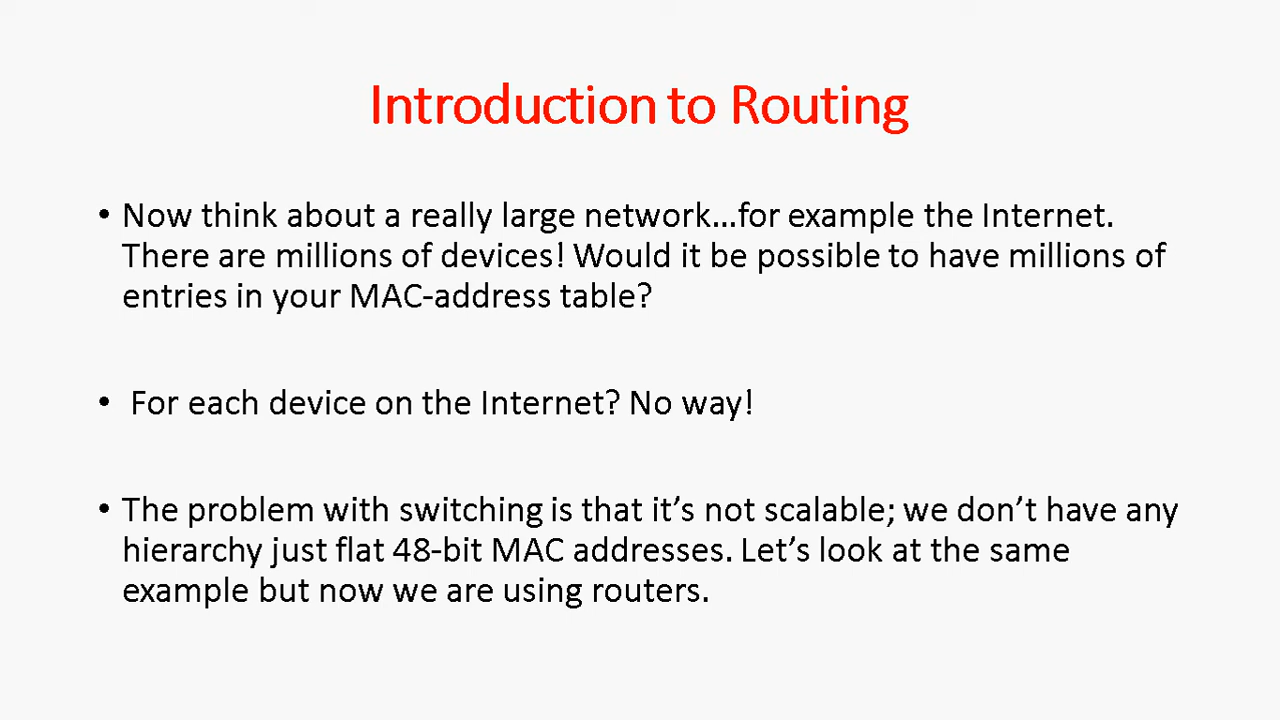 Introduction to Routing
• Now think about a really large network...for example the Internet.
There are millions of devices! Would it be possible to have millions of
entries in your MAC-address table?
• For each device on the Internet? No way!
• The problem with switching is that it’s not scalable; we don’t have any
hierarchy just flat 48-bit MAC addresses. Let’s look at the same
example but now we are using routers.